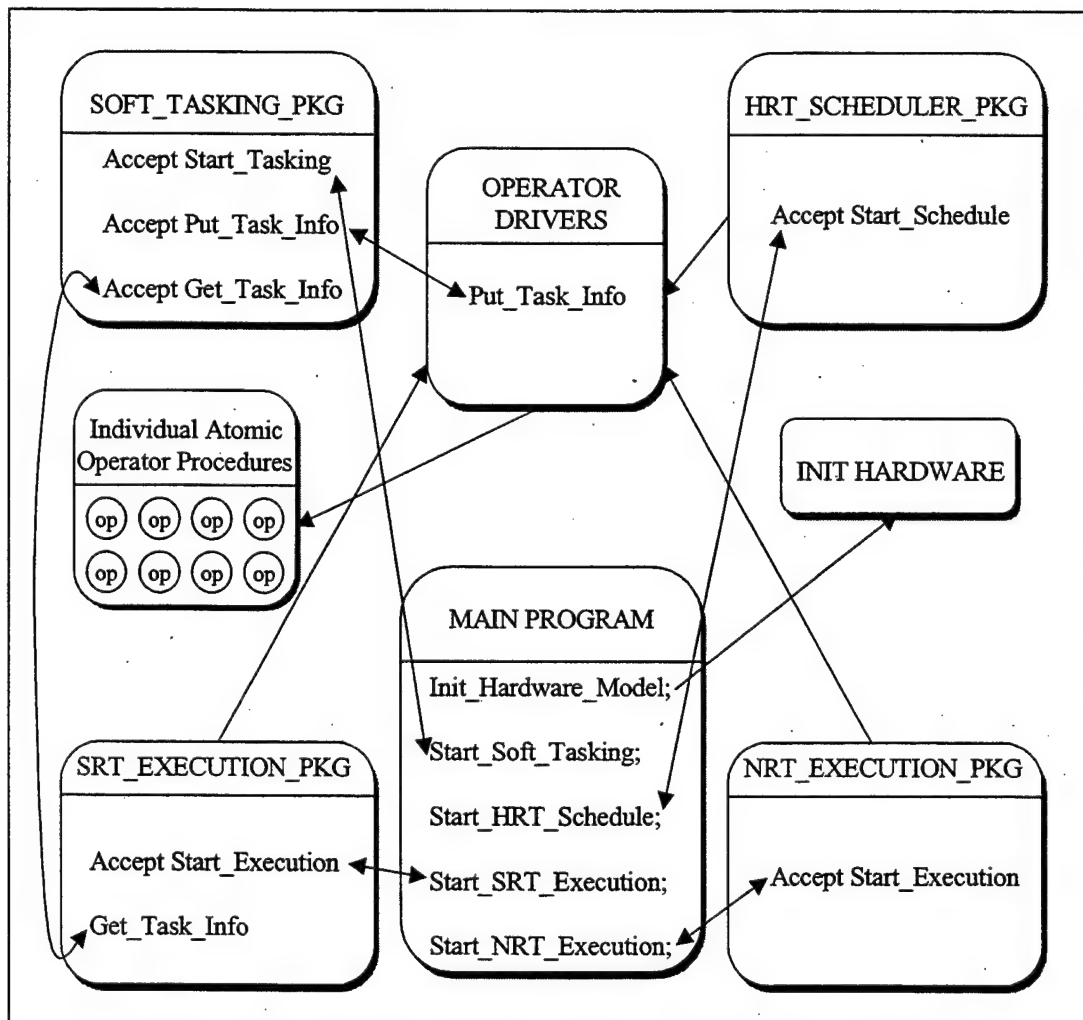 SOFT_TASKING_PKG
Accept Start_Tasking
Accept Put_Task_Info
Accept Get_Task_Info
OPERATOR
DRIVERS
Put_Task_Info
HRT_SCHEDULER_PKG
Accept Start_Schedule
Individual Atomic
Operator Procedures
op op op op
op op op op
INIT HARDWARE
MAIN PROGRAM
Init_Hardware_Model;
Start_Soft_Tasking;
Start_HRT_Schedule;
Start_SRT_Execution;
Start_NRT_Execution;
SRT_EXECUTION_PKG
Accept Start_Execution
Get_Task_Info
NRT_EXECUTION_PKG
Accept Start_Execution